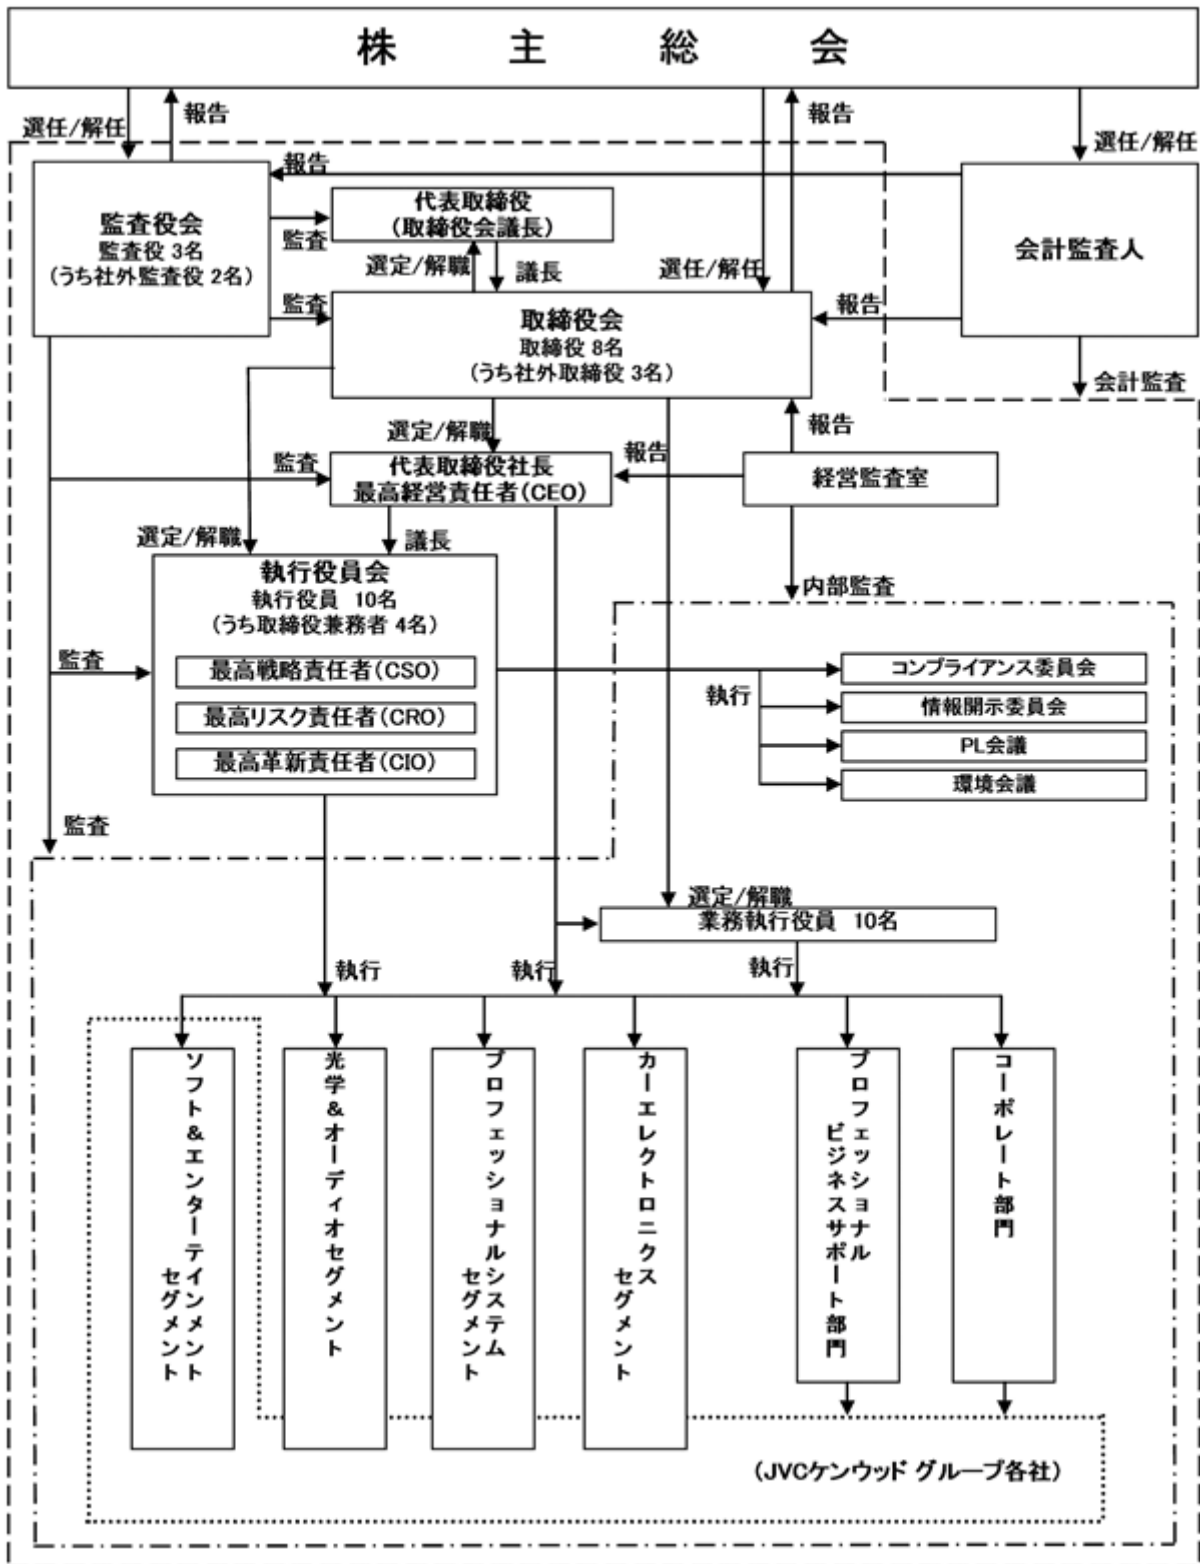 株主総会
選任/解任
報告
選任/解任
報告
選任/解任
報告
監査役会
監査役 3名
(うち社外監査役 2名)
監査
代表取締役
(取締役会議長)
選定/解職
議長
会計監査人
監査
取締役会
取締役 8名
(うち社外取締役 3名)
報告
会計監査
選定/解職
報告
監査
代表取締役社長
最高経営責任者(CEO)
報告
経営監査室
選定/解職
議長
内部監査
執行役員会
執行役員 10名
(うち取締役兼務者 4名)
監査
最高戦略責任者(CSO)
最高リスク責任者(CRO)
最高革新責任者(CIO)
執行
コンプライアンス委員会
情報開示委員会
PL会議
環境会議
監査
選定/解職
業務執行役員 10名
執行
執行
執行
ソフト&エンターテインメント
セグメント
光学&オーディオセグメント
プロフェッショナルシステム
セグメント
カーエレクトロニクス
セグメント
プロフェッショナル
ビジネスサポート部門
コーポレート部門
(JVCケンウッド グループ各社)